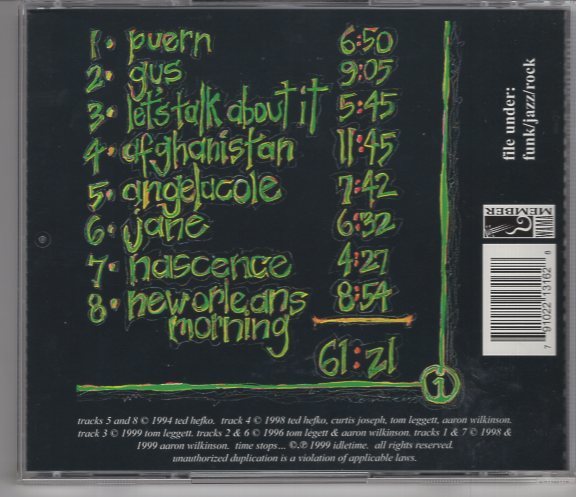 1. puern 6:50
2. gus 9:05
3. let's talk about it 5:45
4. afghanistan 11:45
5. angelucole 7:42
6. jane 6:32
7. nascence 4:27
8. new orleans 8:54
morning
61:21
i
file under:
funk/jazz/rock
NAIRD
MEMBER
7 91022 13162 6
tracks 5 and 8 © 1994 ted hefko. track 4 © 1998 ted hefko, curtis joseph, tom leggett, aaron wilkinson.
track 3 © 1999 tom leggett. tracks 2 & 6 © 1996 tom legett & aaron wilkinson. tracks 1 & 7 © 1998 &
1999 aaron wilkinson. time stops... ©.℗ 1999 idletime. all rights reserved.
unauthorized duplication is a violation of applicable laws.